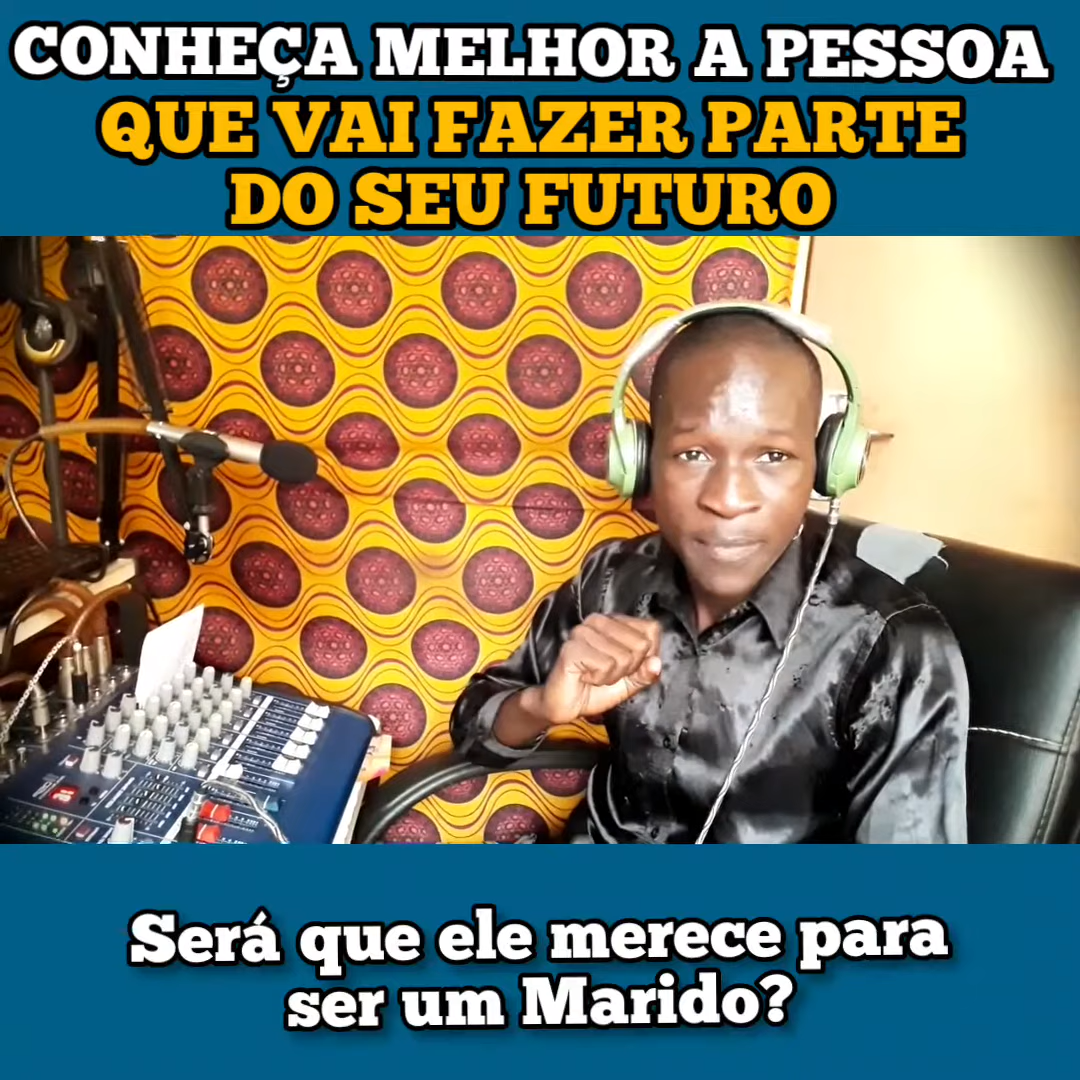 CONHEÇA MELHOR A PESSOA
QUE VAI FAZER PARTE
DO SEU FUTURO
Será que ele merece para
ser um Marido?